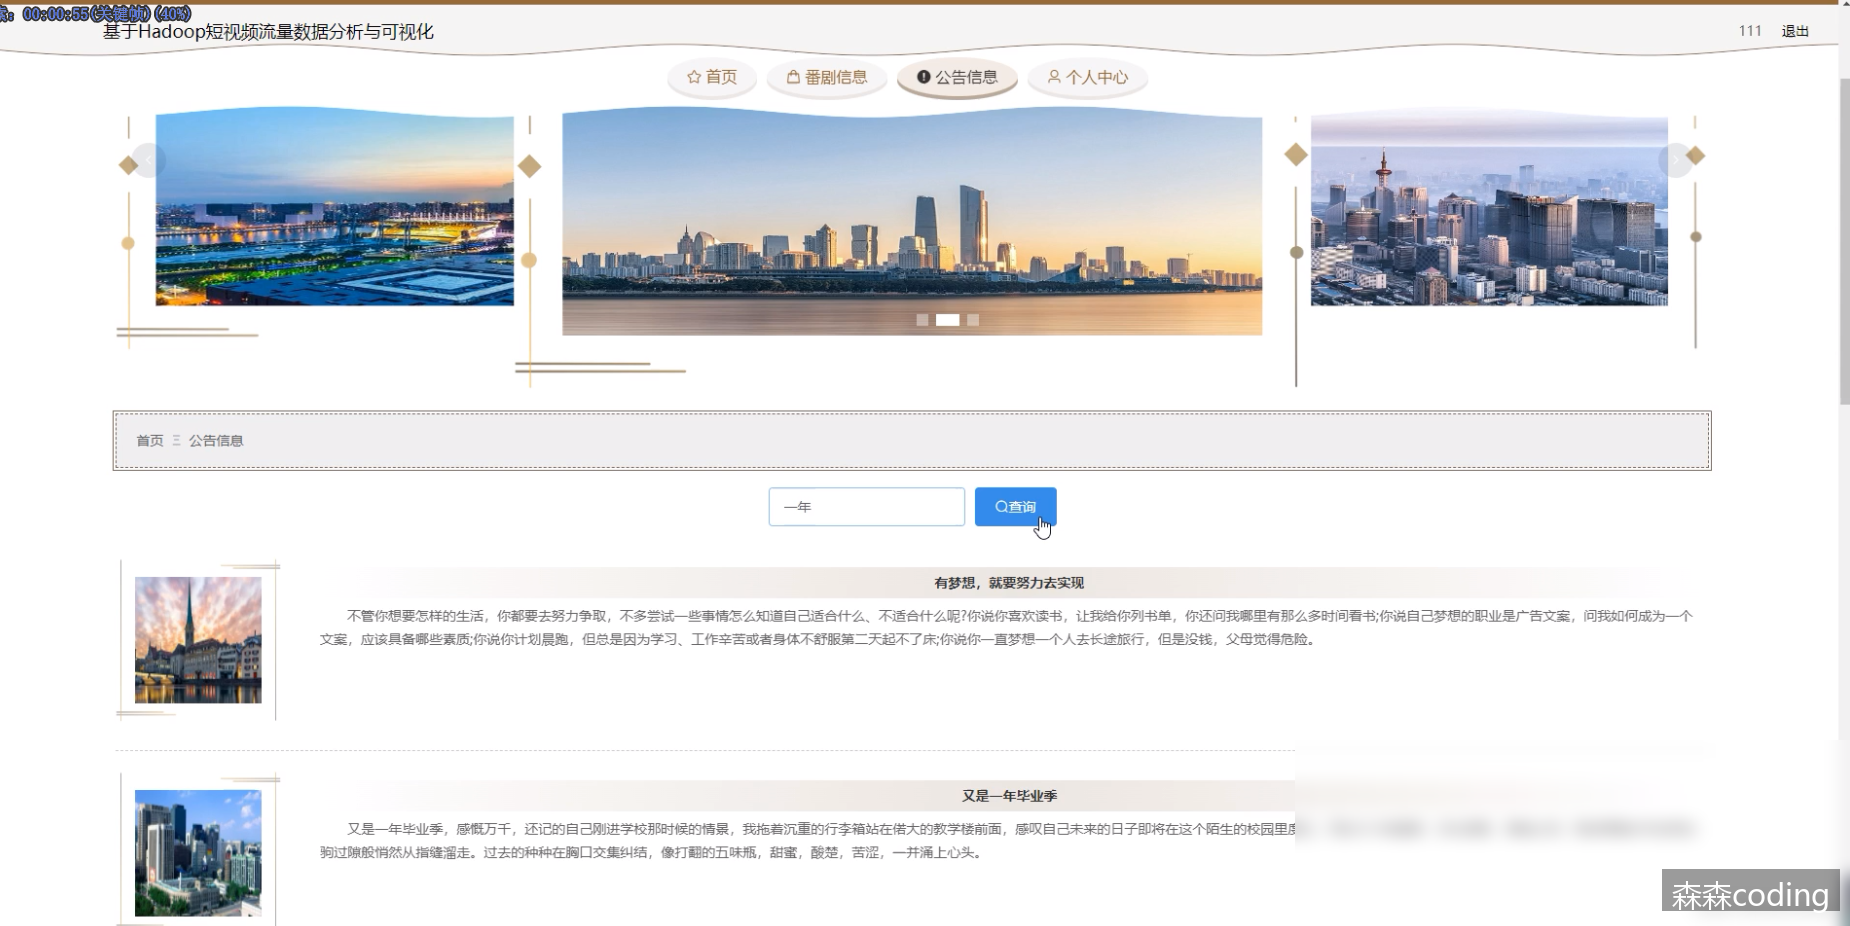 ：00:00:55(关键帧)(40%)
基于Hadoop短视频流量数据分析与可视化
111 退出
首页 番剧信息 公告信息 个人中心
首页 公告信息
一年 查询
有梦想，就要努力去实现
不管你想要怎样的生活，你都要去努力争取，不多尝试一些事情怎么知道自己适合什么、不适合什么呢?你说你喜欢读书，让我给你列书单，你还问我哪里有那么多时间看书;你说自己梦想的职业是广告文案，问我如何成为一个
文案，应该具备哪些素质;你说你计划晨跑，但总是因为学习、工作辛苦或者身体不舒服第二天起不了床;你说你一直梦想一个人去长途旅行，但是没钱，父母觉得危险。
又是一年毕业季
又是一年毕业季，感慨万千，还记的自己刚进学校那时候的情景，我拖着沉重的行李箱站在偌大的教学楼前面，感叹自己未来的日子即将在这个陌生的校园里
驹过隙般悄然从指缝溜走。过去的种种在胸口交集纠结，像打翻的五味瓶，甜蜜，酸楚，苦涩，一并涌上心头。
森森coding